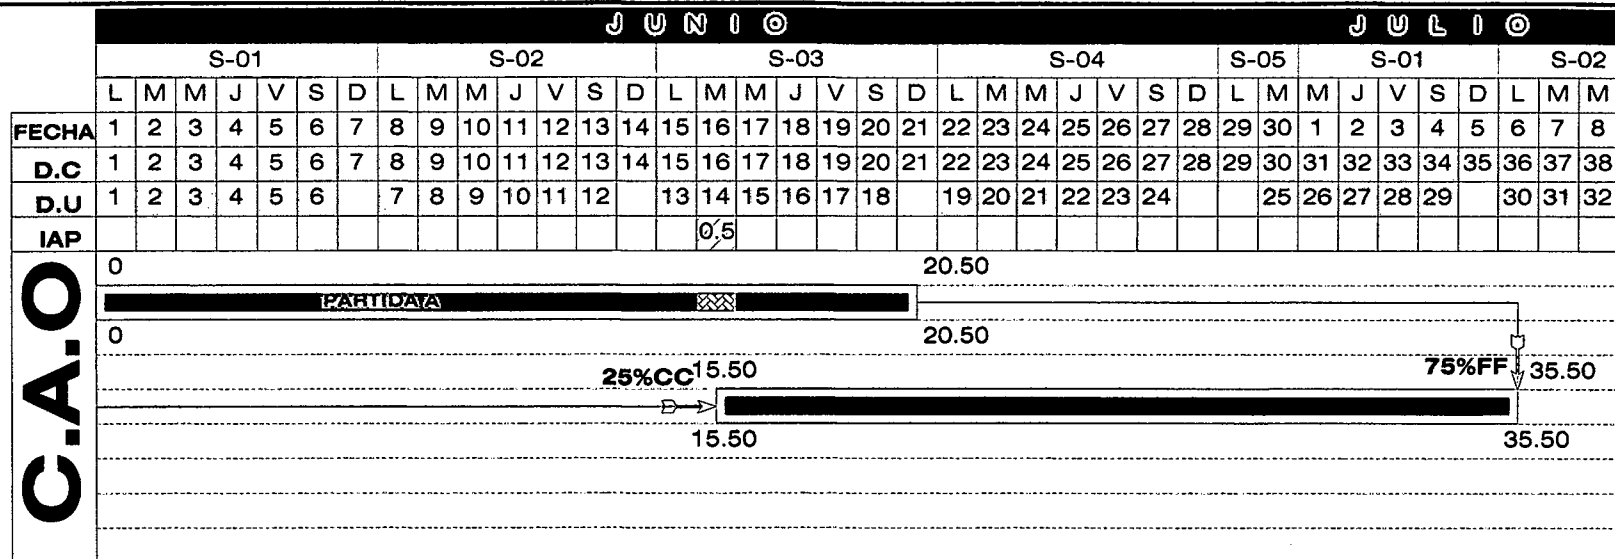 JUNIO JULIO
S-01 S-02 S-03 S-04 S-05 S-01 S-02
L M M J V S D L M M J V S D L M M J V S D L M M J V S D L M M J V S D L M M
FECHA 1 2 3 4 5 6 7 8 9 10 11 12 13 14 15 16 17 18 19 20 21 22 23 24 25 26 27 28 29 30 1 2 3 4 5 6 7 8
D.C 1 2 3 4 5 6 7 8 9 10 11 12 13 14 15 16 17 18 19 20 21 22 23 24 25 26 27 28 29 30 31 32 33 34 35 36 37 38
D.U 1 2 3 4 5 6 7 8 9 10 11 12 13 14 15 16 17 18 19 20 21 22 23 24 25 26 27 28 29 30 31 32
IAP 0.5
C.A.O
0 20.50
PARTIDA A
0 20.50
25%CC 15.50 75%FF 35.50
15.50 35.50